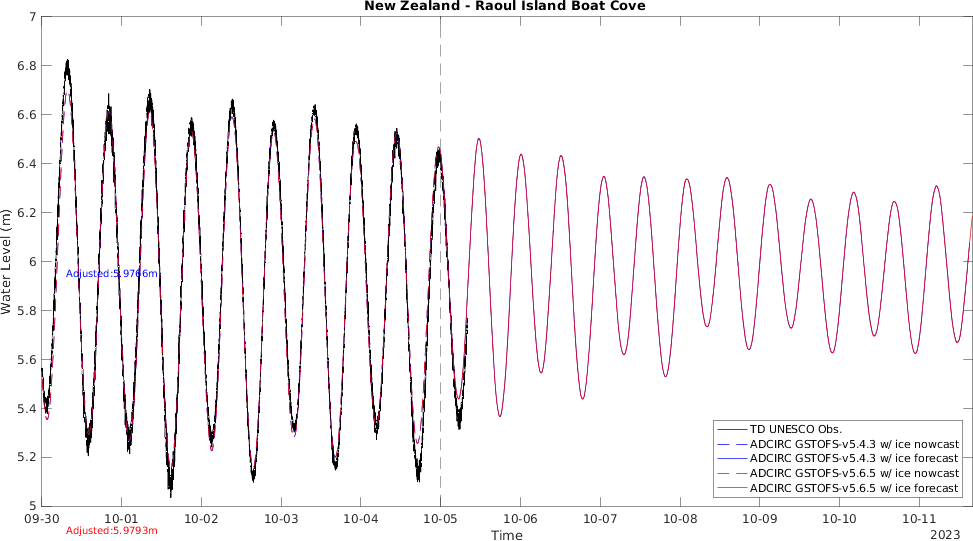 New Zealand - Raoul Island Boat Cove
7
6.8
6.6
6.4
6.2
6
5.8
5.6
5.4
5.2
5
Water Level (m)
Adjusted:5.9766m
TD UNESCO Obs.
ADCIRC GSTOFS-v5.4.3 w/ ice nowcast
ADCIRC GSTOFS-v5.4.3 w/ ice forecast
ADCIRC GSTOFS-v5.6.5 w/ ice nowcast
ADCIRC GSTOFS-v5.6.5 w/ ice forecast
09-30 10-01 10-02 10-03 10-04 10-05 10-06 10-07 10-08 10-09 10-10 10-11
Adjusted:5.9793m
Time
2023